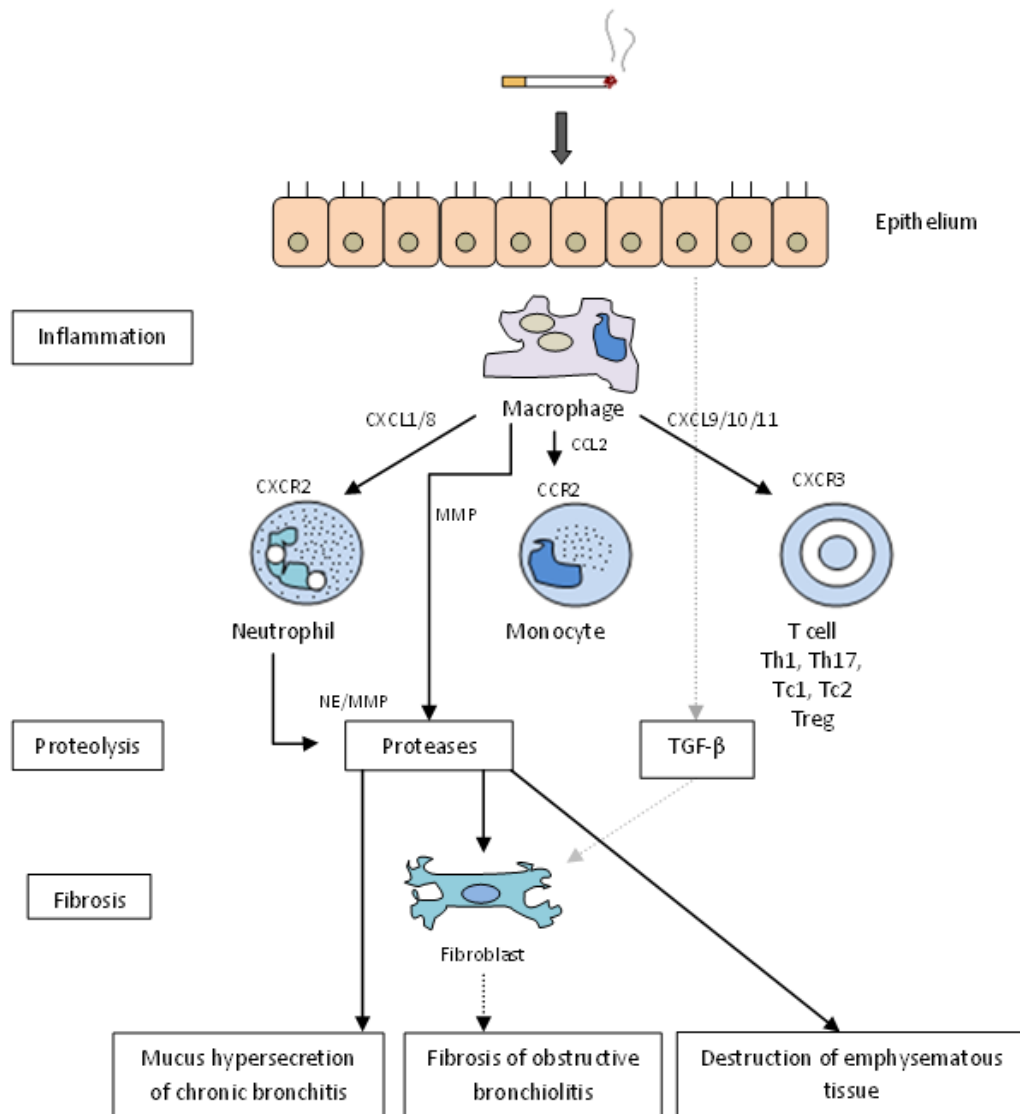 Epithelium
Inflammation
Macrophage
CXCL1/8
CXCL9/10/11
CCL2
CXCR2
CCR2
CXCR3
MMP
Neutrophil
Monocyte
T cell
Th1, Th17,
Tc1, Tc2
Treg
NE/MMP
Proteolysis
Proteases
TGF-β
Fibrosis
Fibroblast
Mucus hypersecretion
of chronic bronchitis
Fibrosis of obstructive
bronchiolitis
Destruction of emphysematous
tissue